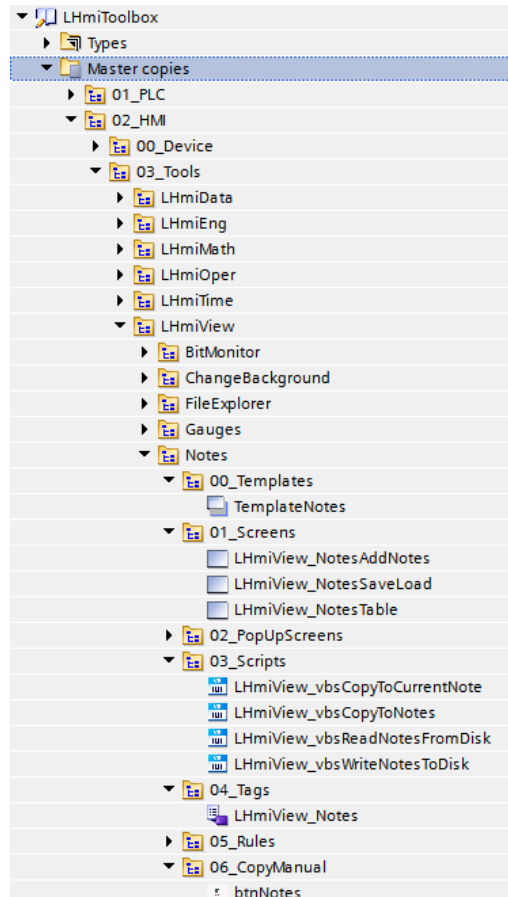 LHmiToolbox
Types
Master copies
01_PLC
02_HMI
00_Device
03_Tools
LHmiData
LHmiEng
LHmiMath
LHmiOper
LHmiTime
LHmiView
BitMonitor
ChangeBackground
FileExplorer
Gauges
Notes
00_Templates
TemplateNotes
01_Screens
LHmiView_NotesAddNotes
LHmiView_NotesSaveLoad
LHmiView_NotesTable
02_PopUpScreens
03_Scripts
LHmiView_vbsCopyToCurrentNote
LHmiView_vbsCopyToNotes
LHmiView_vbsReadNotesFromDisk
LHmiView_vbsWriteNotesToDisk
04_Tags
LHmiView_Notes
05_Rules
06_CopyManual
btnNotes